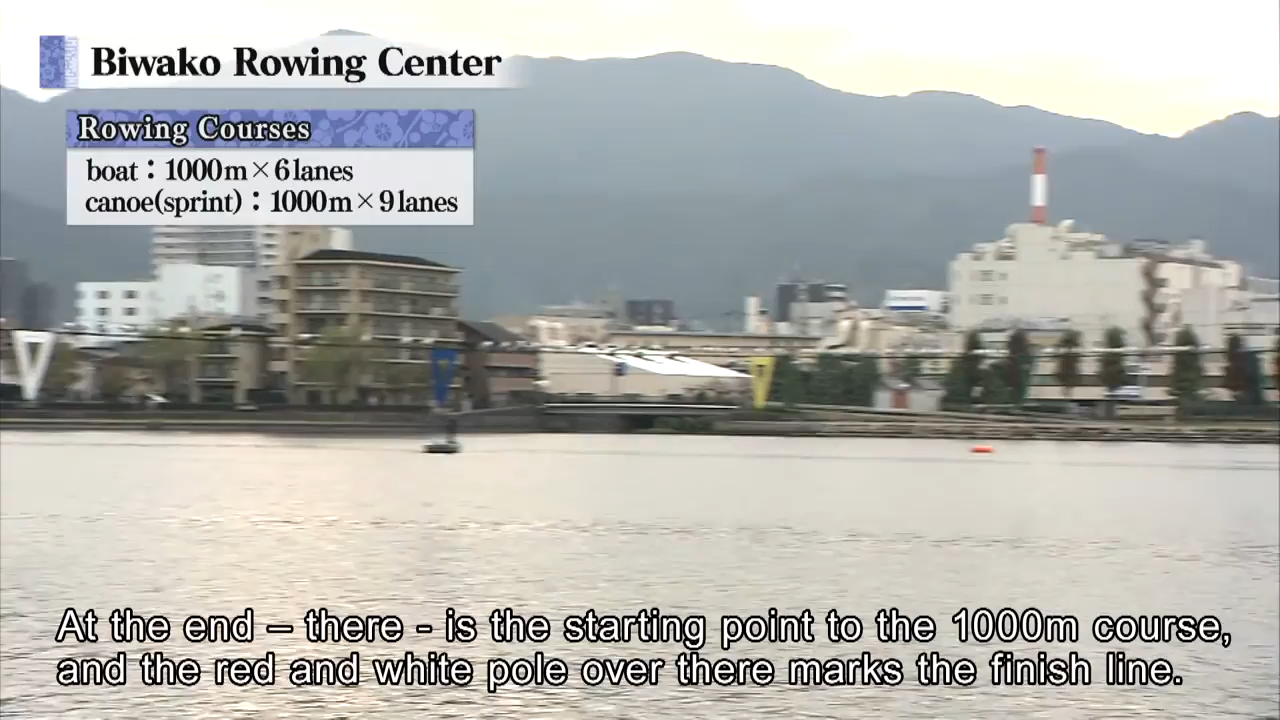 Biwako Rowing Center
Rowing Courses
boat：1000m×6lanes
canoe(sprint)：1000m×9lanes
At the end – there - is the starting point to the 1000m course,
and the red and white pole over there marks the finish line.